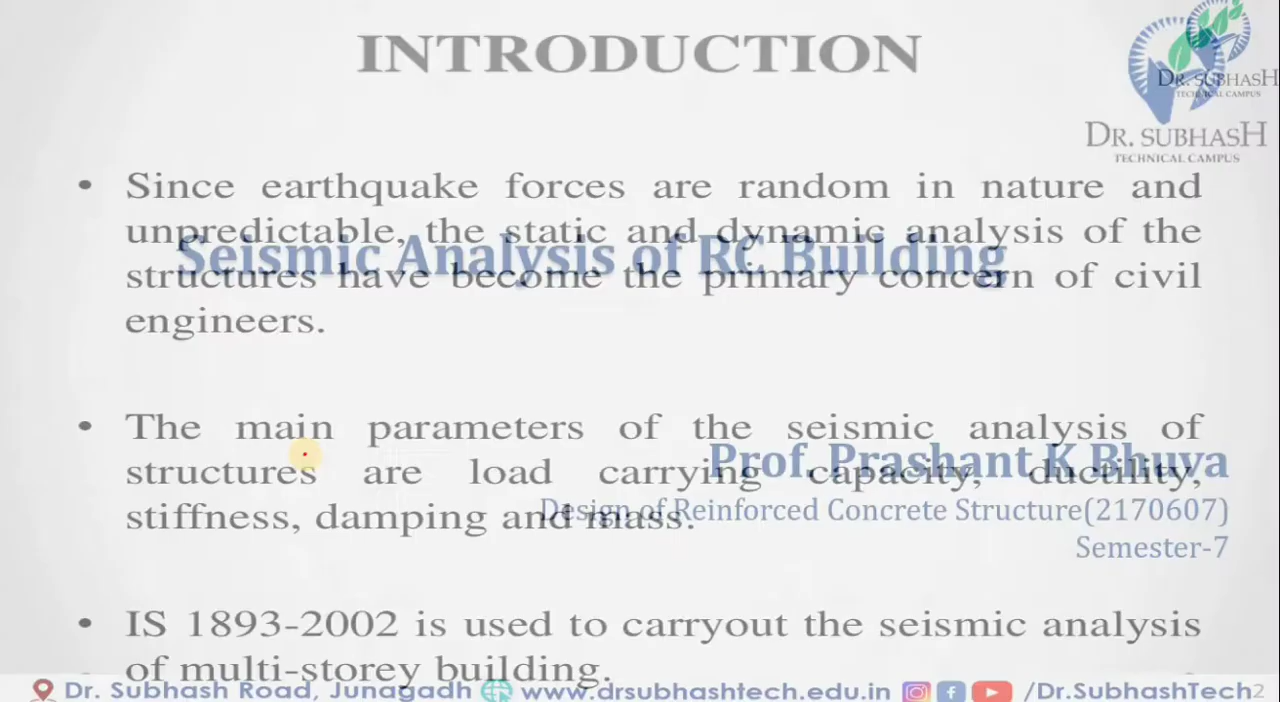 INTRODUCTION
DR. SUBHASH
TECHNICAL CAMPUS
DR. SUBHASH
TECHNICAL CAMPUS
• Since earthquake forces are random in nature and
unpredictable, the static and dynamic analysis of the
structures have become the primary concern of civil
engineers.
Seismic Analysis of RC Building
• The main parameters of the seismic analysis of
structures are load carrying capacity, ductility,
stiffness, damping and mass.
Prof. Prashant K Bhuva
Design of Reinforced Concrete Structure(2170607)
Semester-7
• IS 1893-2002 is used to carryout the seismic analysis
of multi-storey building.
Dr. Subhash Road, Junagadh www.drsubhashtech.edu.in /Dr.SubhashTech 2